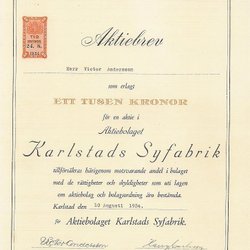 Aktiebrev
Herr Victor Andersson
som erlagt
ETT TUSEN KRONOR
för en aktie i
Aktiebolaget
Karlstads Syfabrik
tillförsäkras härigenom motsvarande andel i bolaget
med de rättigheter och skyldigheter som uti lagen
om aktiebolag och bolagsordning äro bestämda.
Karlstad den 10 augusti 1934.
För Aktiebolaget Karlstads Syfabrik.
Victor Andersson